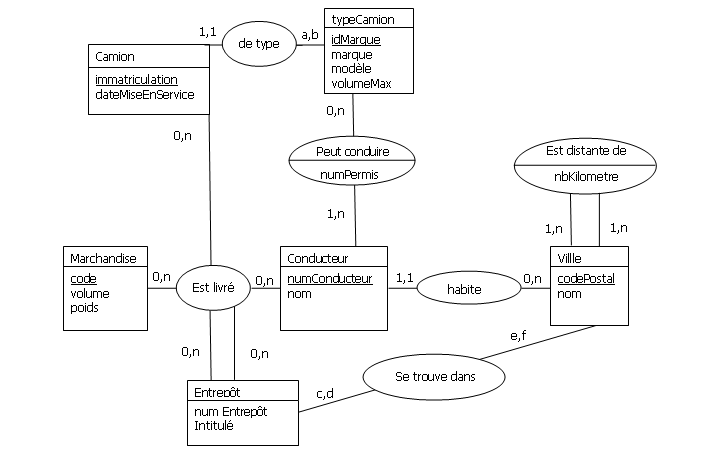 typeCamion
idMarque
marque
modèle
volumeMax
1,1
de type
a,b
Camion
immatriculation
dateMiseEnService
0,n
0,n
Peut conduire
numPermis
1,n
Est distante de
nbKilometre
1,n
1,n
Marchandise
code
volume
poids
0,n
Est livré
0,n
Conducteur
numConducteur
nom
1,1
habite
0,n
Villle
codePostal
nom
0,n
0,n
e,f
Se trouve dans
c,d
Entrepôt
num Entrepôt
Intitulé